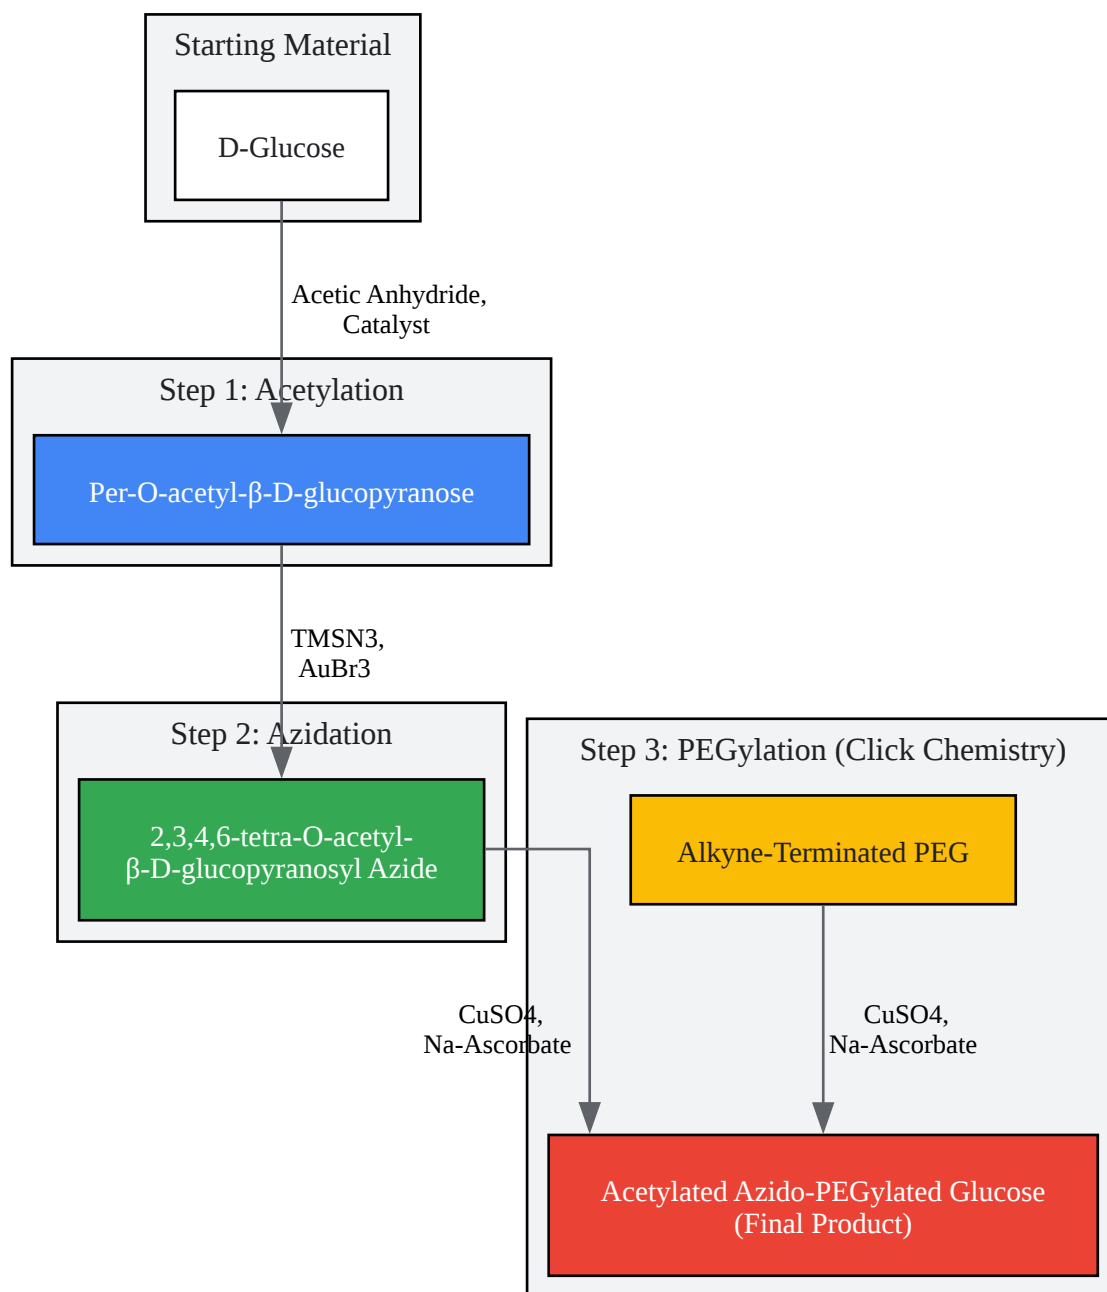 Starting Material
D-Glucose
Acetic Anhydride,
Catalyst
Step 1: Acetylation
Per-O-acetyl-β-D-glucopyranose
TMSN3,
AuBr3
Step 2: Azidation
2,3,4,6-tetra-O-acetyl-
β-D-glucopyranosyl Azide
Step 3: PEGylation (Click Chemistry)
Alkyne-Terminated PEG
CuSO4,
Na-Ascorbate
CuSO4,
Na-Ascorbate
Acetylated Azido-PEGylated Glucose
(Final Product)